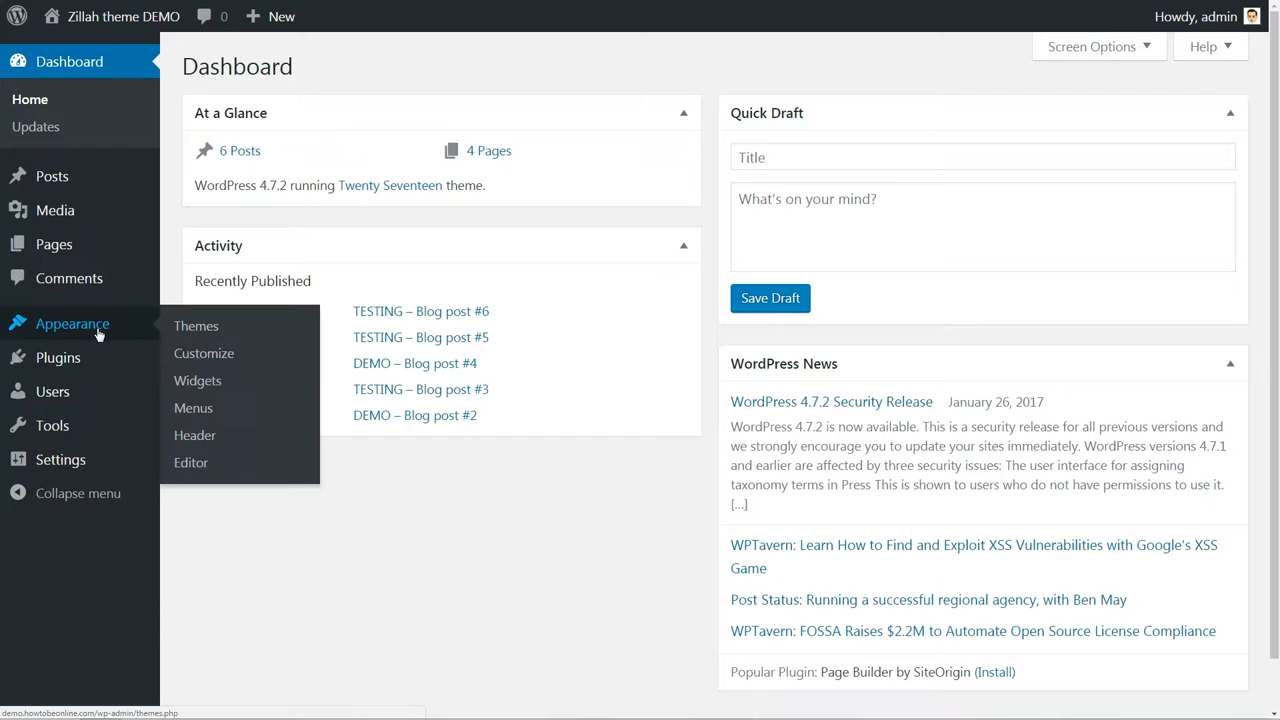 Zillah theme DEMO 0 New Howdy, admin
Screen Options Help
Dashboard
Home
Updates
Posts
Media
Pages
Comments
Appearance
Plugins
Users
Tools
Settings
Collapse menu
Themes
Customize
Widgets
Menus
Header
Editor
Dashboard
At a Glance
6 Posts 4 Pages
WordPress 4.7.2 running Twenty Seventeen theme.
Activity
Recently Published
TESTING – Blog post #6
TESTING – Blog post #5
DEMO – Blog post #4
TESTING – Blog post #3
DEMO – Blog post #2
Quick Draft
Title
What's on your mind?
Save Draft
WordPress News
WordPress 4.7.2 Security Release January 26, 2017
WordPress 4.7.2 is now available. This is a security release for all previous versions and
we strongly encourage you to update your sites immediately. WordPress versions 4.7.1
and earlier are affected by three security issues: The user interface for assigning
taxonomy terms in Press This is shown to users who do not have permissions to use it.
[…]
WPTavern: Learn How to Find and Exploit XSS Vulnerabilities with Google's XSS
Game
Post Status: Running a successful regional agency, with Ben May
WPTavern: FOSSA Raises $2.2M to Automate Open Source License Compliance
Popular Plugin: Page Builder by SiteOrigin (Install)
demo.howtobeonline.com/wp-admin/themes.php